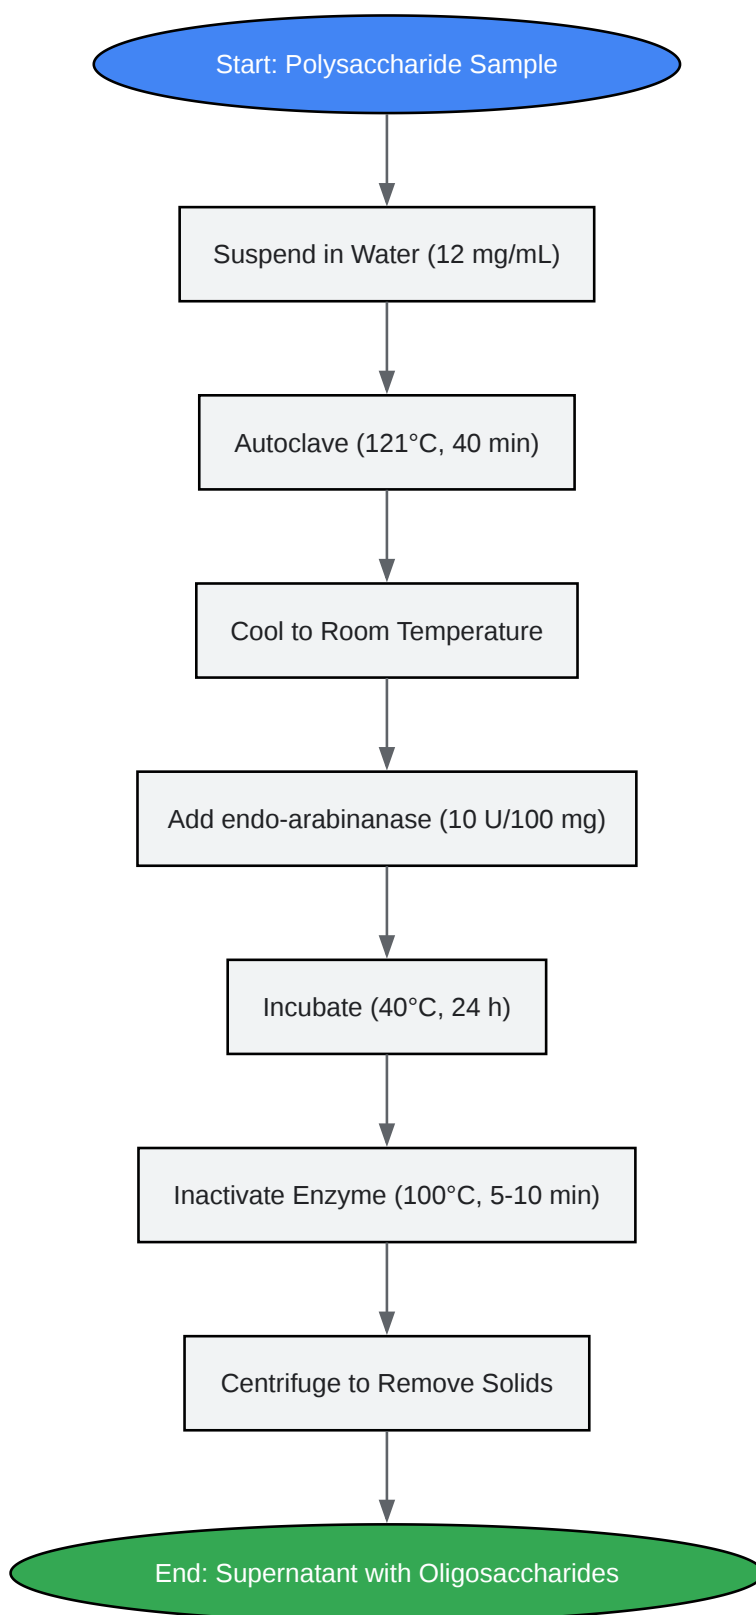 Start: Polysaccharide Sample
Suspend in Water (12 mg/mL)
Autoclave (121°C, 40 min)
Cool to Room Temperature
Add endo-arabinanase (10 U/100 mg)
Incubate (40°C, 24 h)
Inactivate Enzyme (100°C, 5-10 min)
Centrifuge to Remove Solids
End: Supernatant with Oligosaccharides